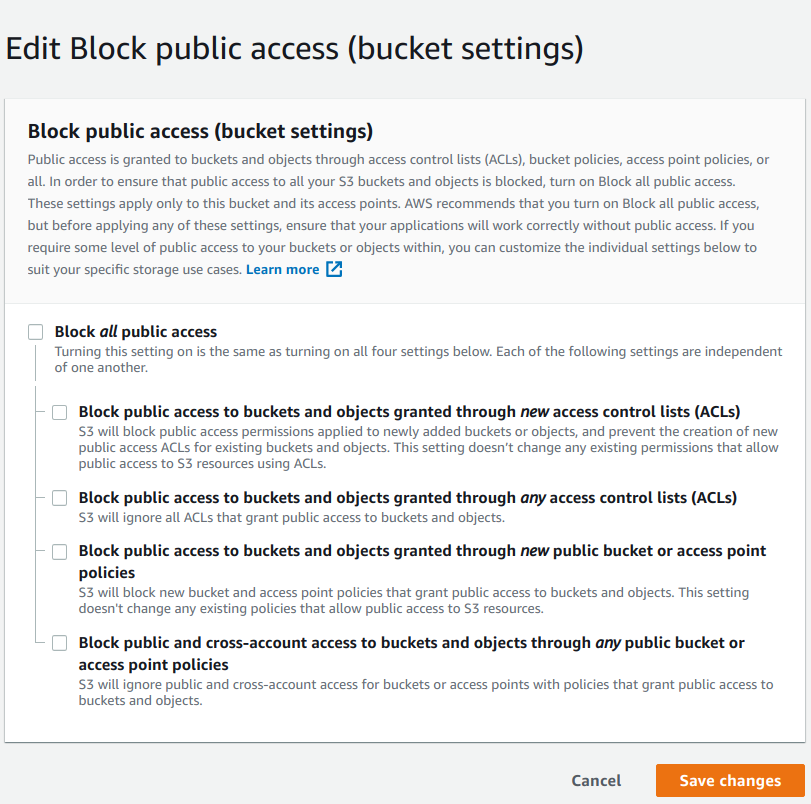 Edit Block public access (bucket settings)
Block public access (bucket settings)
Public access is granted to buckets and objects through access control lists (ACLs), bucket policies, access point policies, or
all. In order to ensure that public access to all your S3 buckets and objects is blocked, turn on Block all public access.
These settings apply only to this bucket and its access points. AWS recommends that you turn on Block all public access,
but before applying any of these settings, ensure that your applications will work correctly without public access. If you
require some level of public access to your buckets or objects within, you can customize the individual settings below to
suit your specific storage use cases. Learn more
Block all public access
Turning this setting on is the same as turning on all four settings below. Each of the following settings are independent
of one another.
Block public access to buckets and objects granted through new access control lists (ACLs)
S3 will block public access permissions applied to newly added buckets or objects, and prevent the creation of new
public access ACLs for existing buckets and objects. This setting doesn't change any existing permissions that allow
public access to S3 resources using ACLs.
Block public access to buckets and objects granted through any access control lists (ACLs)
S3 will ignore all ACLs that grant public access to buckets and objects.
Block public access to buckets and objects granted through new public bucket or access point
policies
S3 will block new bucket and access point policies that grant public access to buckets and objects. This setting
doesn't change any existing policies that allow public access to S3 resources.
Block public and cross-account access to buckets and objects through any public bucket or
access point policies
S3 will ignore public and cross-account access for buckets or access points with policies that grant public access to
buckets and objects.
Cancel
Save changes